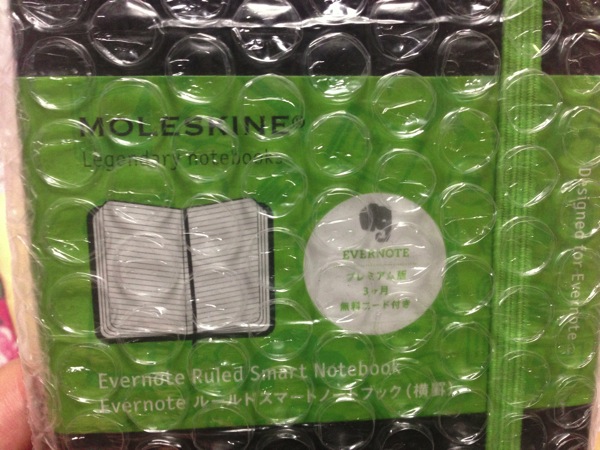 MOLESKINE®
Legendary notebooks
EVERNOTE
プレミアム版
3ヶ月
無料コード付き
Evernote Ruled Smart Notebook
Evernote ルールドスマートノートブック(横罫)
Designed for Evernote